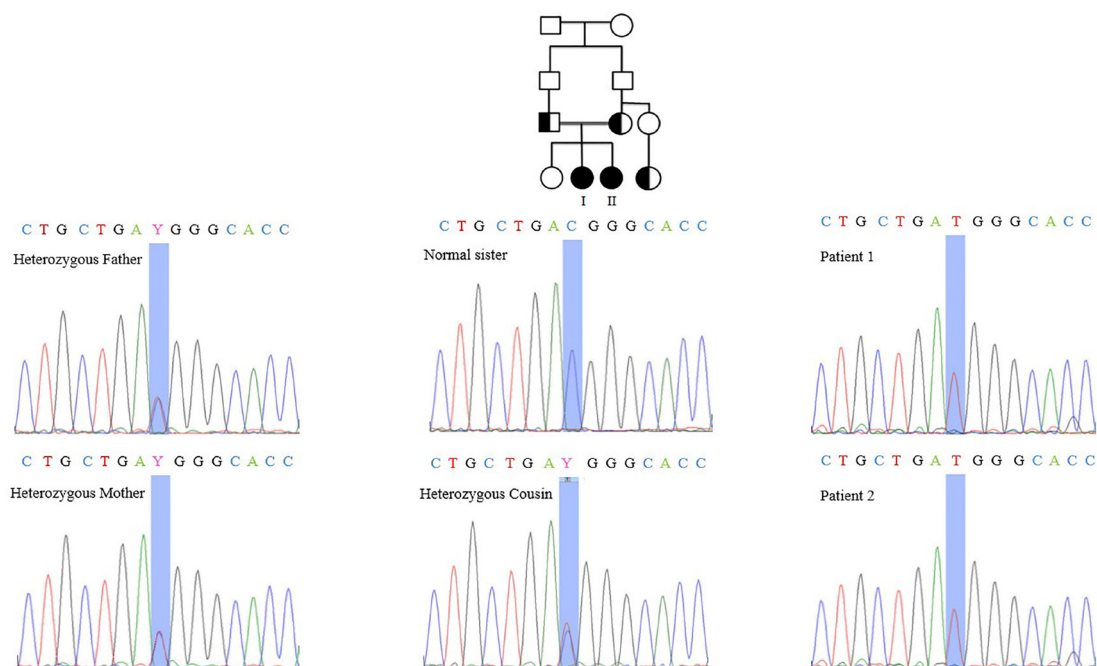 I II
C T G C T G A Y G G G C A C C
Heterozygous Father
C T G C T G A C G G G C A C C
Normal sister
C T G C T G A T G G G C A C C
Patient 1
C T G C T G A Y G G G C A C C
Heterozygous Mother
C T G C T G A Y G G G C A C C
Heterozygous Cousin
C T G C T G A T G G G C A C C
Patient 2